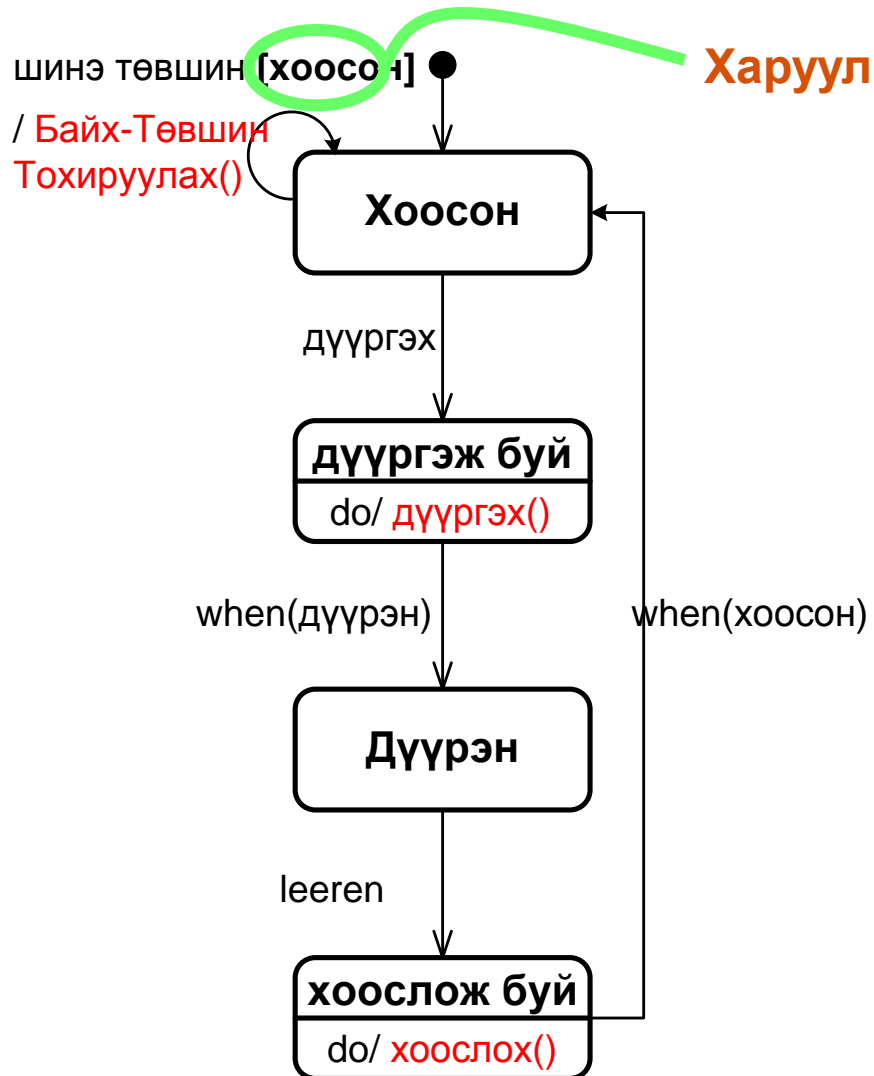 шинэ төвшин [хоосон]
Харуул
/ Байх-Төвшин
Тохируулах()
Хоосон
дүүргэх
дүүргэж буй
do/ дүүргэх()
when(дүүрэн)
when(хоосон)
Дүүрэн
leeren
хоослож буй
do/ хоослох()